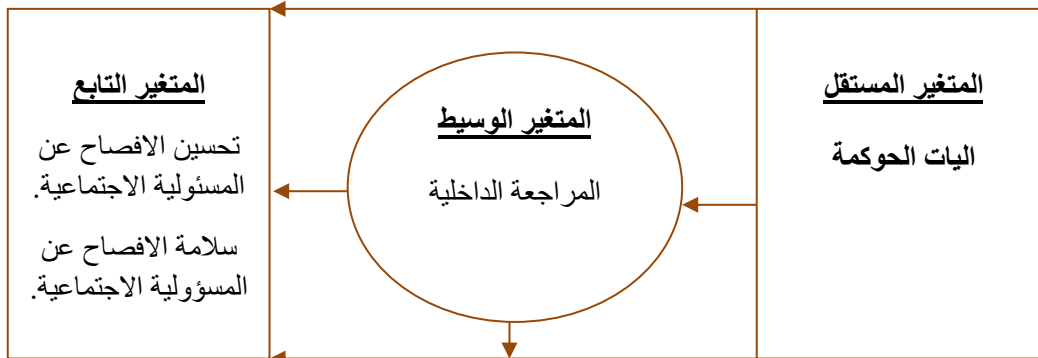 المتغير المستقل
اليات الحوكمة
المتغير الوسيط
المراجعة الداخلية
المتغير التابع
تحسين الافصاح عن
المسئولية الاجتماعية.
سلامة الافصاح عن
المسؤولية الاجتماعية.